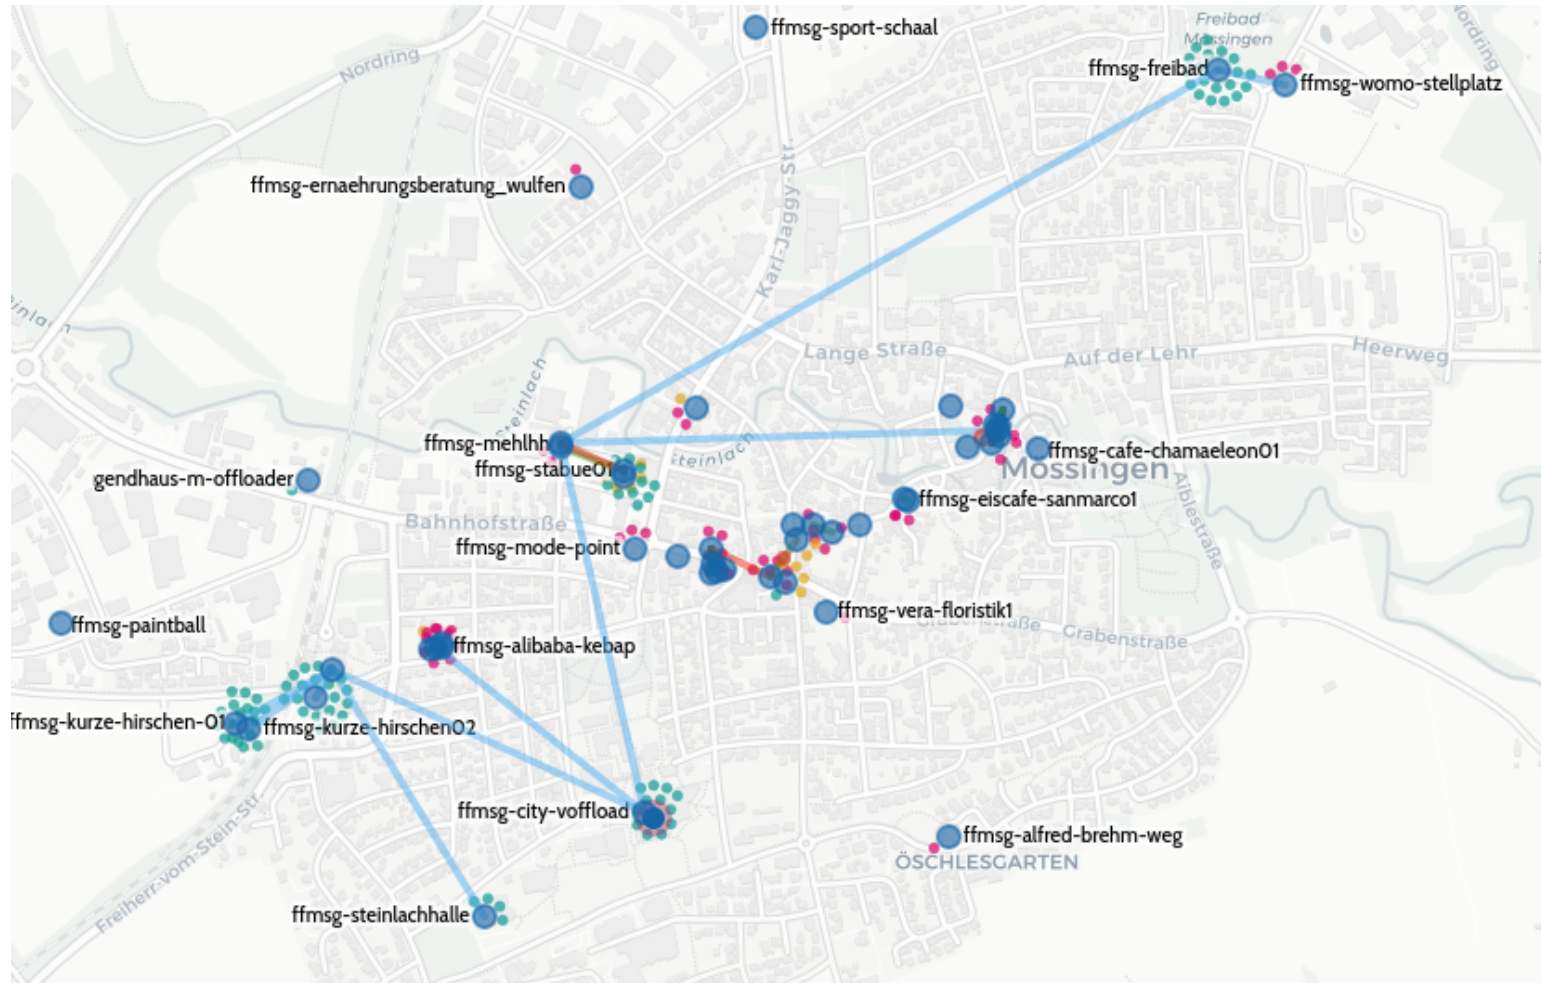 ffmsg-sport-schaal
Freibad
Mössingen
Nordring
Nordring
ffmsg-freibad
ffmsg-womo-stellplatz
ffmsg-ernaehrungsberatung_wulfen
Karl-Jaggy-Str.
Lange Straße
Auf der Lehr
Heerweg
Steinlach
ffmsg-mehlhh
ffmsg-cafe-chamaeleon01
ffmsg-stabue01
Mössingen
gendhaus-m-offloader
ffmsg-eiscafe-sanmarco1
Bahnhofstraße
Aiblestraße
ffmsg-mode-point
ffmsg-vera-floristik1
ffmsg-paintball
Grabenstraße
Grabenstraße
ffmsg-alibaba-kebap
ffmsg-kurze-hirschen-01
ffmsg-kurze-hirschen02
ffmsg-city-voffload
ffmsg-alfred-brehm-weg
ÖSCHLESGARTEN
Freiherr-vom-Stein-Str.
ffmsg-steinlachhalle